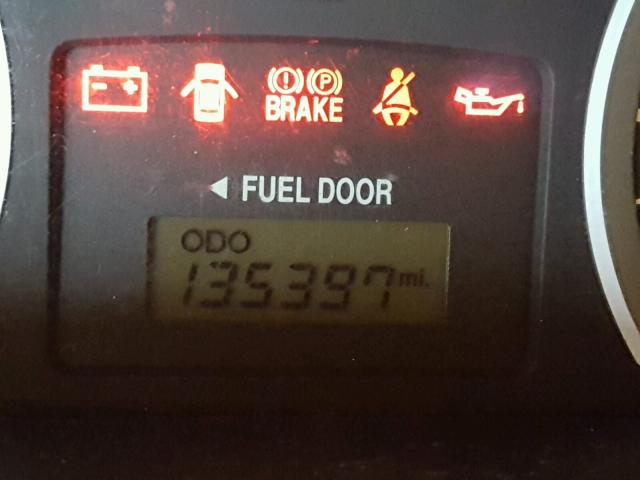 (!) (P)
BRAKE
◄ FUEL DOOR
ODO
135397 mi.